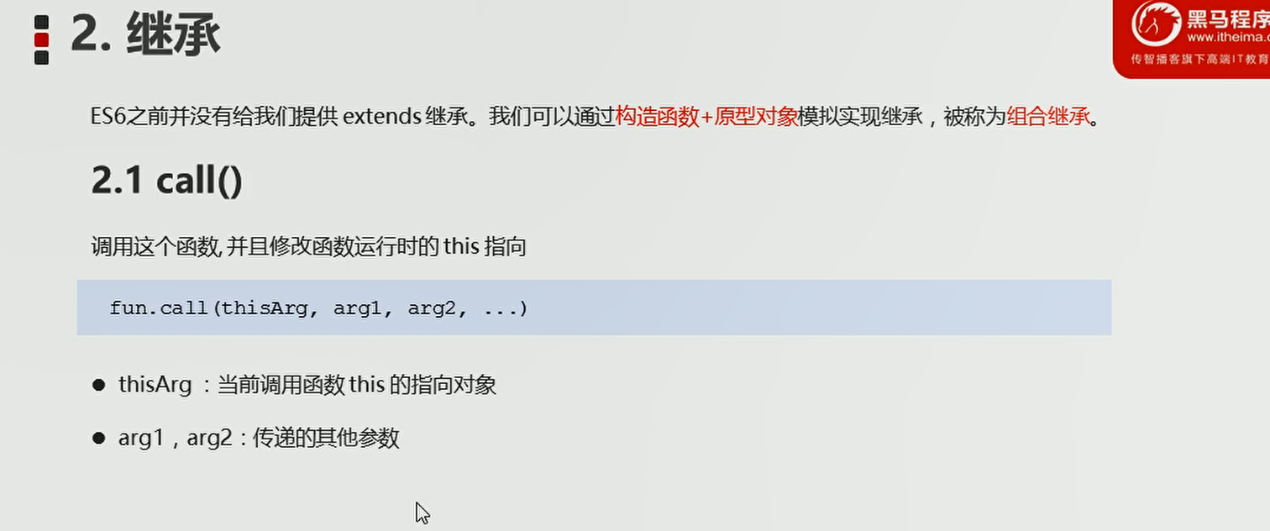 2. 继承
黑马程序
www.itheima.c
传智播客旗下高端IT教育
ES6之前并没有给我们提供 extends 继承。我们可以通过构造函数+原型对象模拟实现继承，被称为组合继承。
2.1 call()
调用这个函数, 并且修改函数运行时的 this 指向
fun.call(thisArg, arg1, arg2, ...)
● thisArg ：当前调用函数 this 的指向对象
● arg1，arg2：传递的其他参数